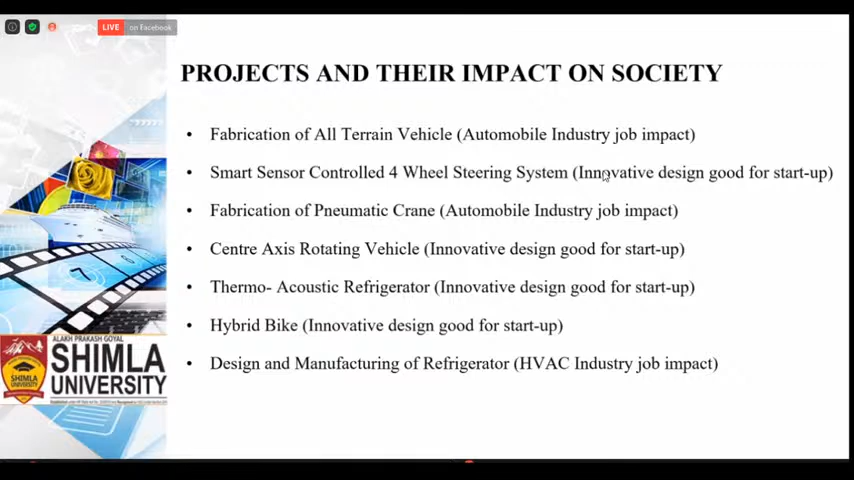 LIVE on Facebook
PROJECTS AND THEIR IMPACT ON SOCIETY
• Fabrication of All Terrain Vehicle (Automobile Industry job impact)
• Smart Sensor Controlled 4 Wheel Steering System (Innovative design good for start-up)
• Fabrication of Pneumatic Crane (Automobile Industry job impact)
• Centre Axis Rotating Vehicle (Innovative design good for start-up)
• Thermo- Acoustic Refrigerator (Innovative design good for start-up)
• Hybrid Bike (Innovative design good for start-up)
• Design and Manufacturing of Refrigerator (HVAC Industry job impact)
7
8
ALAKH PRAKASH GOYAL
SHIMLA
UNIVERSITY